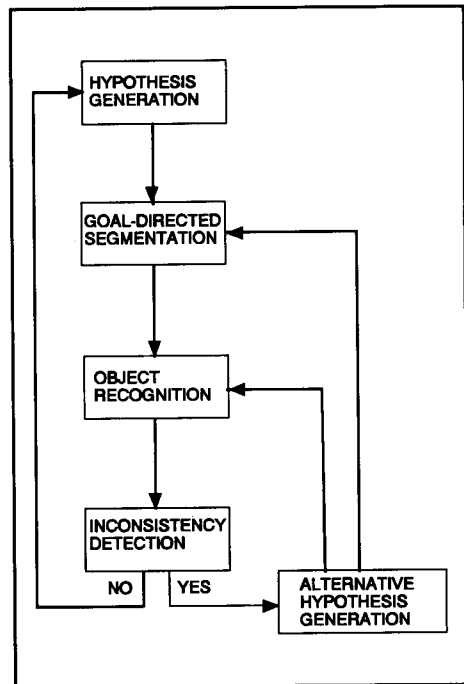 HYPOTHESIS
GENERATION
GOAL-DIRECTED
SEGMENTATION
OBJECT
RECOGNITION
INCONSISTENCY
DETECTION
NO
YES
ALTERNATIVE
HYPOTHESIS
GENERATION